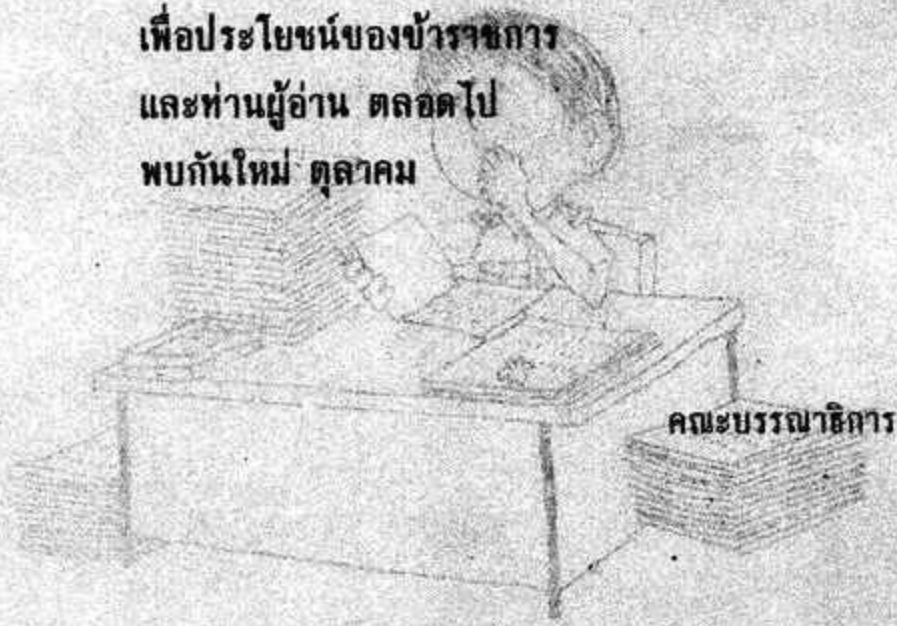 เพื่อประโยชน์ของข้าราชการ
และท่านผู้อ่าน ตลอดไป
พบกันใหม่ ตุลาคม
คณะบรรณาธิการ